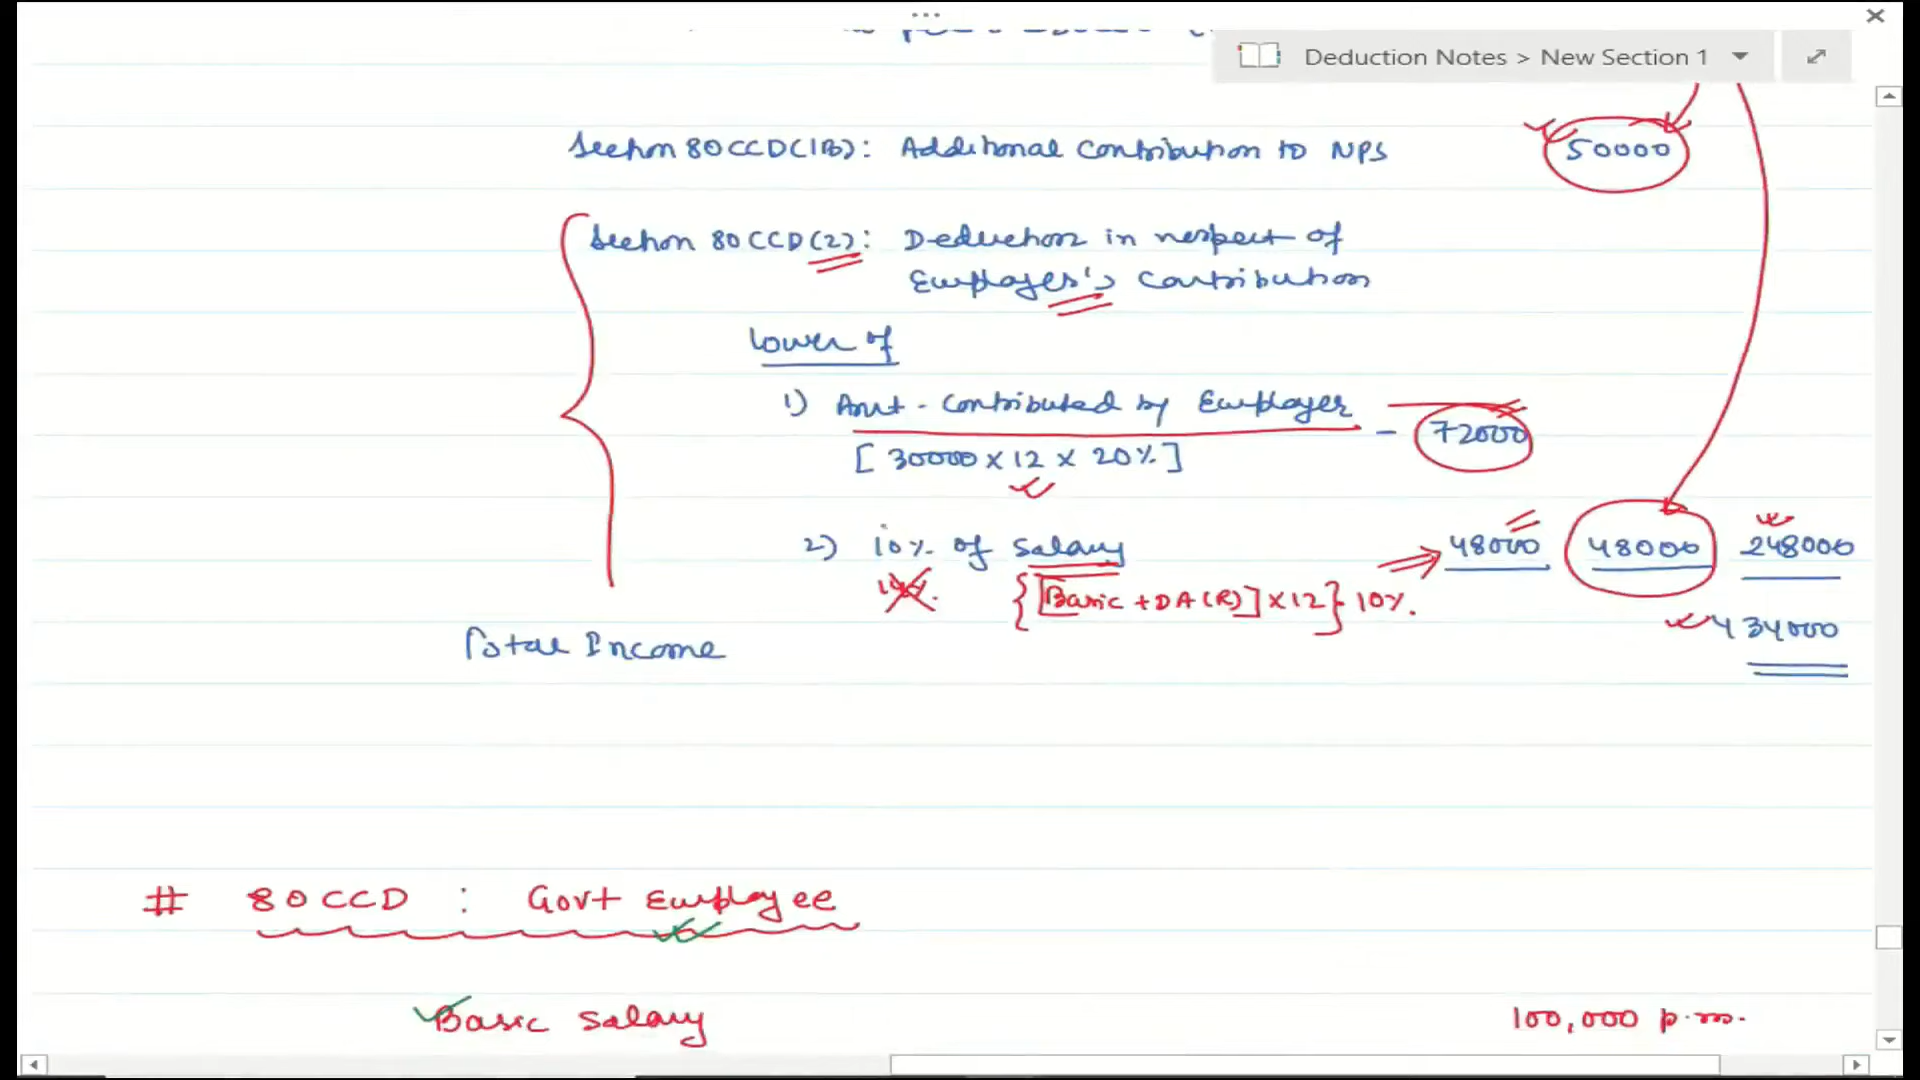 Deduction Notes > New Section 1
Section 80CCD(1B): Additional Contribution to NPS 50000
Section 80CCD(2): Deduction in respect of
Employer's Contribution
lower of
1) Amt. Contributed by Employer - 72000
[30000 x 12 x 20%]
2) 10% of Salary 48000 48000 248000
14%. {[Basic + DA(R)] x 12} 10%.
434000
Total Income
# 80CCD : Govt Employee
Basic Salary 100,000 p.m.